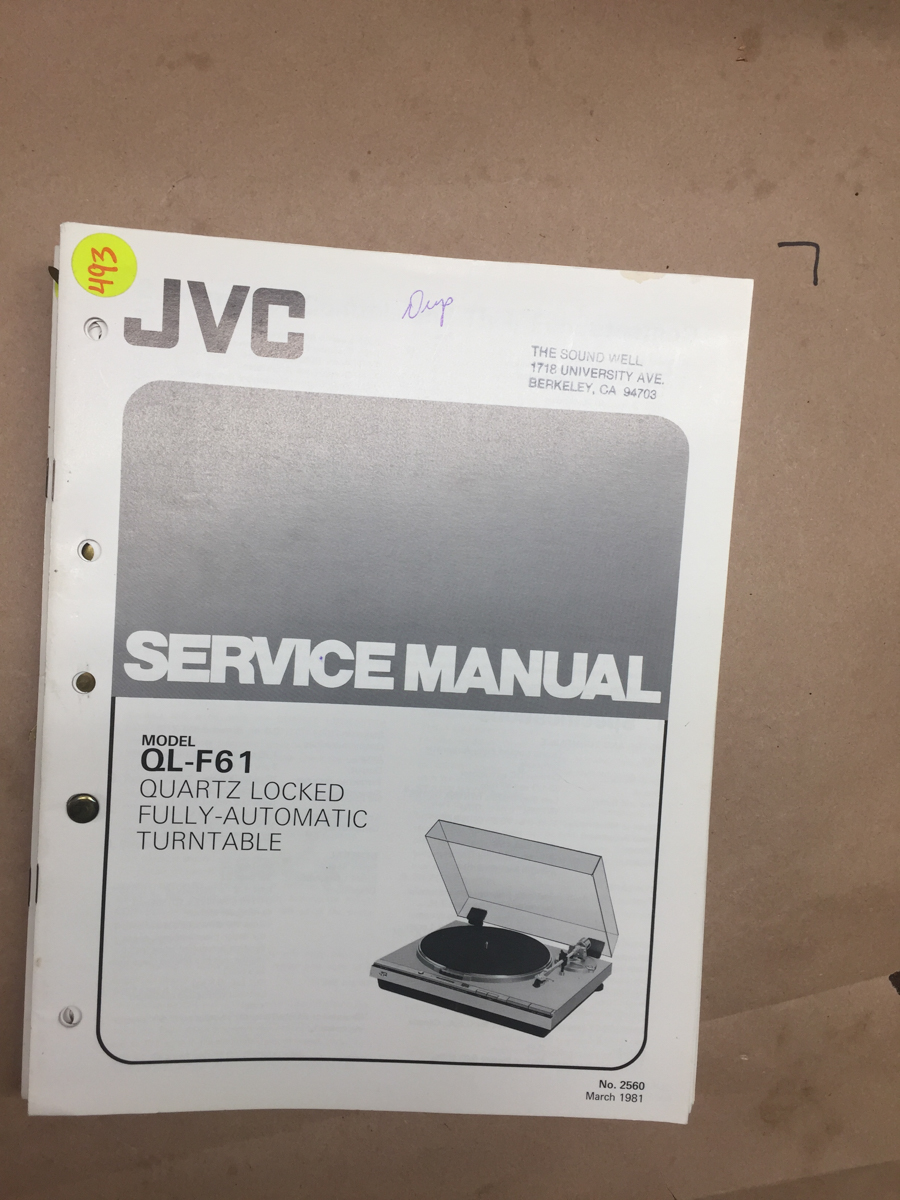 493
JVC
Dup
THE SOUND WELL
1718 UNIVERSITY AVE.
BERKELEY, CA 94703
SERVICE MANUAL
MODEL
QL-F61
QUARTZ LOCKED
FULLY-AUTOMATIC
TURNTABLE
No. 2560
March 1981